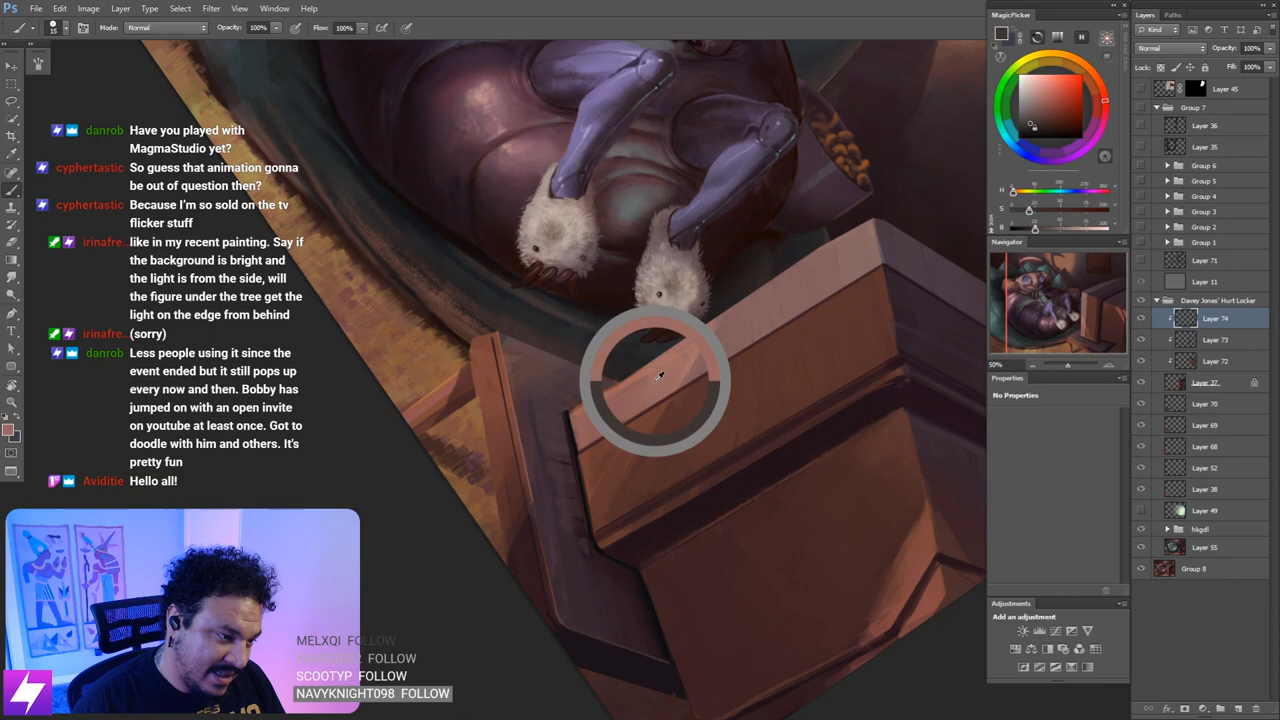 Ps File Edit Image Layer Type Select Filter View Window Help
15 Mode: Normal Opacity: 100% Flow: 100%
danrob Have you played with
MagmaStudio yet?
cyphertastic So guess that animation gonna
be out of question then?
cyphertastic Because I'm so sold on the tv
flicker stuff
irinafre... like in my recent painting. Say if
the background is bright and
the light is from the side, will
the figure under the tree get the
light on the edge from behind
irinafre... (sorry)
danrob Less people using it since the
event ended but it still pops up
every now and then. Bobby has
jumped on with an open invite
on youtube at least once. Got to
doodle with him and others. It's
pretty fun
Aviditie Hello all!
MELXQI FOLLOW
FOLLOW
SCOOTYP FOLLOW
NAVYKNIGHT098 FOLLOW
MagicPicker
H
H
S
B
Navigator
50%
Properties
No Properties
Adjustments
Add an adjustment
Layers Paths
Kind
Normal Opacity: 100%
Lock: Fill: 100%
Layer 45
Group 7
Layer 36
Layer 35
Group 6
Group 5
Group 4
Group 3
Group 2
Group 1
Layer 71
Layer 11
Davey Jones' Hurt Locker
Layer 74
Layer 73
Layer 72
Layer 37
Layer 70
Layer 69
Layer 68
Layer 52
Layer 38
Layer 49
hkgdl
Layer 55
Group 8
fx